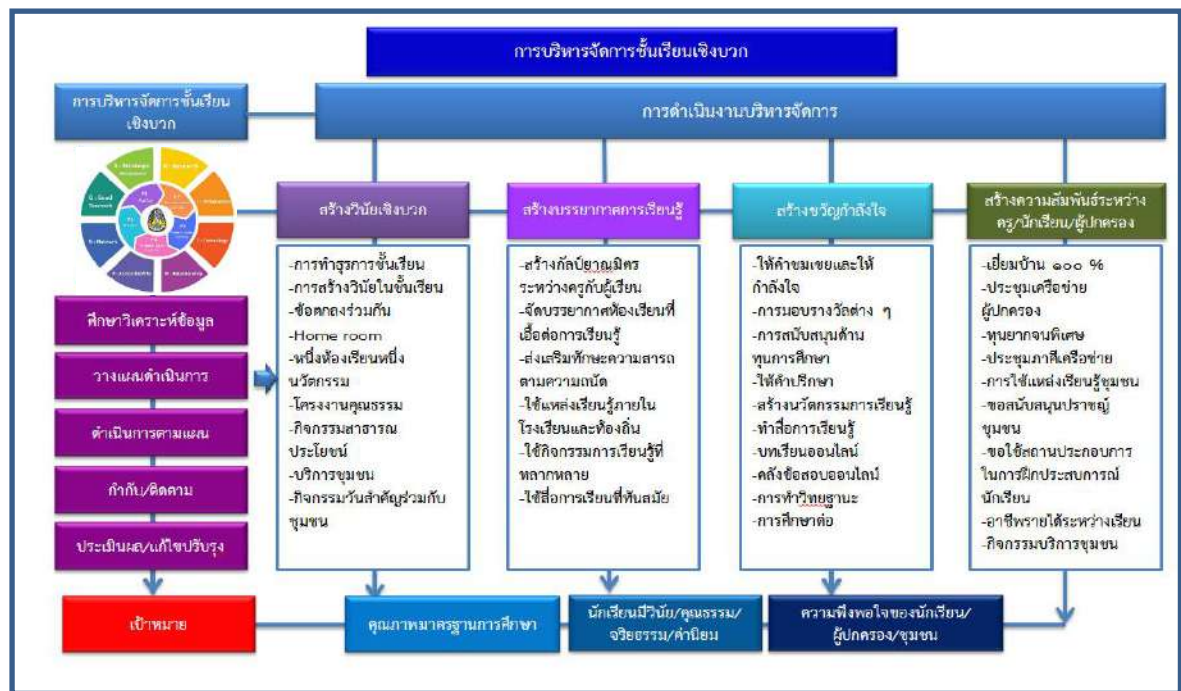 การบริหารจัดการชั้นเรียนเชิงบวก
การบริหารจัดการชั้นเรียน
เชิงบวก
การดำเนินงานบริหารจัดการ
สร้างวินัยเชิงบวก
สร้างบรรยากาศการเรียนรู้
สร้างขวัญกำลังใจ
สร้างความสัมพันธ์ระหว่าง
ครู/นักเรียน/ผู้ปกครอง
ศึกษาวิเคราะห์ข้อมูล
วางแผนดำเนินการ
ดำเนินการตามแผน
กำกับ/ติดตาม
ประเมินผล/แก้ไขปรับรุง
-การทำธุรการชั้นเรียน
-การสร้างวินัยในชั้นเรียน
-ข้อตกลงร่วมกัน
-Home room
-หนึ่งห้องเรียนหนึ่ง
นวัตกรรม
-โครงงานคุณธรรม
-กิจกรรมสาธารณ
ประโยชน์
-บริการชุมชน
-กิจกรรมวันสำคัญร่วมกับ
ชุมชน
-สร้างกัลป์ยาณมิตร
ระหว่างครูกับผู้เรียน
-จัดบรรยากาศห้องเรียนที่
เอื้อต่อการเรียนรู้
-ส่งเสริมทักษะความสารถ
ตามความถนัด
-ใช้แหล่งเรียนรู้ภายใน
โรงเรียนและท้องถิ่น
-ใช้กิจกรรมการเรียนรู้ที่
หลากหลาย
-ใช้สื่อการเรียนที่ทันสมัย
-ให้คำชมเชยและให้
กำลังใจ
-การมอบรางวัลต่าง ๆ
-การสนับสนุนด้าน
ทุนการศึกษา
-ให้คำปรึกษา
-สร้างนวัตกรรมการเรียนรู้
-ทำสื่อการเรียนรู้
-บทเรียนออนไลน์
-คลังข้อสอบออนไลน์
-การทำวิทยฐานะ
-การศึกษาต่อ
-เยี่ยมบ้าน ๑๐๐ %
-ประชุมเครือข่าย
ผู้ปกครอง
-ทุนยากจนพิเศษ
-ประชุมภาคีเครือข่าย
-การใช้แหล่งเรียนรู้ชุมชน
-ขอสนับสนุนปราชญ์
ชุมชน
-ขอใช้สถานประกอบการ
ในการฝึกประสบการณ์
นักเรียน
-อาชีพรายได้ระหว่างเรียน
-กิจกรรมบริการชุมชน
เป้าหมาย
คุณภาพมาตรฐานการศึกษา
นักเรียนมีวินัย/คุณธรรม/
จริยธรรม/ค่านิยม
ความพึงพอใจของนักเรียน/
ผู้ปกครอง/ชุมชน